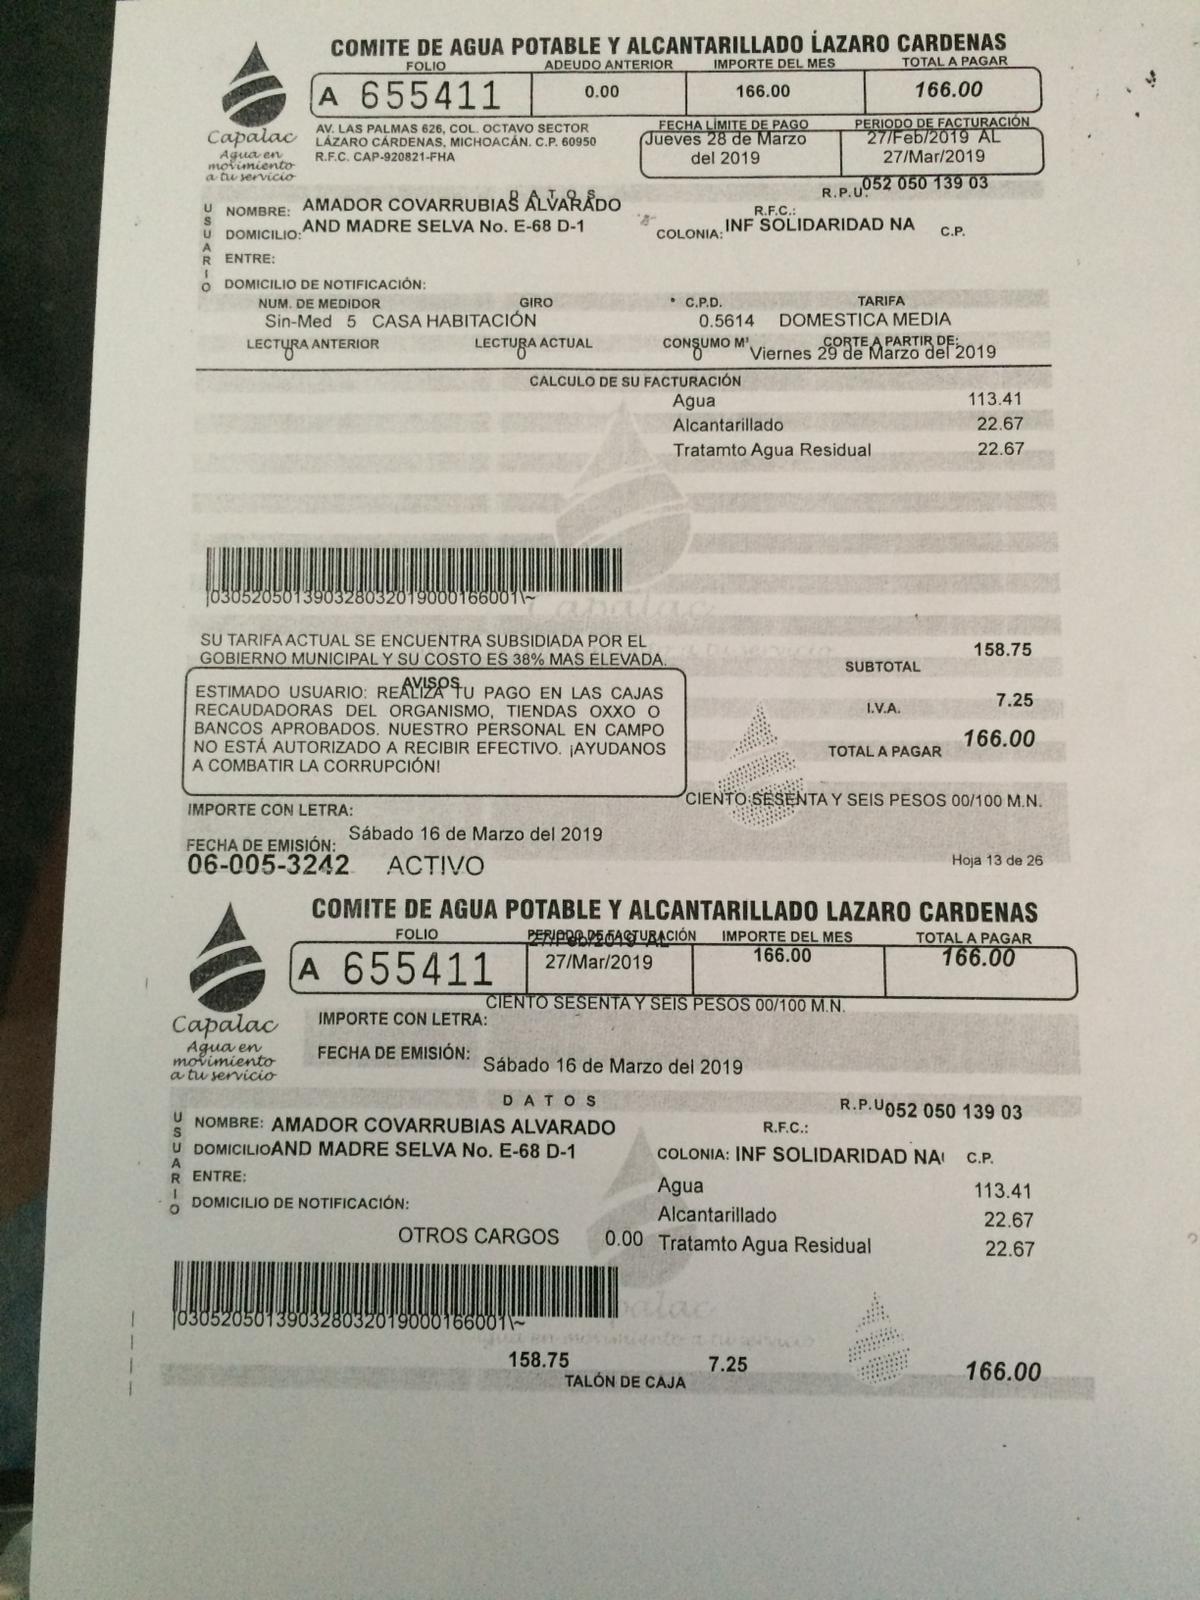 COMITE DE AGUA POTABLE Y ALCANTARILLADO LAZARO CARDENAS
FOLIO ADEUDO ANTERIOR IMPORTE DEL MES TOTAL A PAGAR
A 655411 0.00 166.00 166.00
Capalac
Agua en
movimiento
a tu servicio
AV. LAS PALMAS 626, COL. OCTAVO SECTOR
LÁZARO CÁRDENAS, MICHOACÁN. C.P. 60950
R.F.C. CAP-920821-FHA
FECHA LÍMITE DE PAGO PERIODO DE FACTURACIÓN
Jueves 28 de Marzo 27/Feb/2019 AL
del 2019 27/Mar/2019
DATOS R.P.U. 052 050 139 03
USUARIO
NOMBRE: AMADOR COVARRUBIAS ALVARADO R.F.C.:
DOMICILIO: AND MADRE SELVA No. E-68 D-1 COLONIA: INF SOLIDARIDAD NA C.P.
ENTRE:
DOMICILIO DE NOTIFICACIÓN:
NUM. DE MEDIDOR GIRO C.P.D. TARIFA
Sin-Med 5 CASA HABITACIÓN 0.5614 DOMESTICA MEDIA
LECTURA ANTERIOR LECTURA ACTUAL CONSUMO M³ CORTE A PARTIR DE:
0 0 0 Viernes 29 de Marzo del 2019
CALCULO DE SU FACTURACIÓN
Agua 113.41
Alcantarillado 22.67
Tratamto Agua Residual 22.67
|030520501390328032019000166001\~
Capalac
SU TARIFA ACTUAL SE ENCUENTRA SUBSIDIADA POR EL
GOBIERNO MUNICIPAL Y SU COSTO ES 38% MAS ELEVADA.
SUBTOTAL 158.75
AVISOS
ESTIMADO USUARIO: REALIZA TU PAGO EN LAS CAJAS
RECAUDADORAS DEL ORGANISMO, TIENDAS OXXO O
BANCOS APROBADOS. NUESTRO PERSONAL EN CAMPO
NO ESTÁ AUTORIZADO A RECIBIR EFECTIVO. ¡AYUDANOS
A COMBATIR LA CORRUPCIÓN!
I.V.A. 7.25
TOTAL A PAGAR 166.00
IMPORTE CON LETRA: CIENTO SESENTA Y SEIS PESOS 00/100 M.N.
FECHA DE EMISIÓN: Sábado 16 de Marzo del 2019
06-005-3242 ACTIVO Hoja 13 de 26
COMITE DE AGUA POTABLE Y ALCANTARILLADO LAZARO CARDENAS
FOLIO PERIODO DE FACTURACIÓN IMPORTE DEL MES TOTAL A PAGAR
27/Feb/2019 AL
A 655411 27/Mar/2019 166.00 166.00
Capalac
Agua en
movimiento
a tu servicio
CIENTO SESENTA Y SEIS PESOS 00/100 M.N.
IMPORTE CON LETRA:
FECHA DE EMISIÓN: Sábado 16 de Marzo del 2019
DATOS R.P.U 052 050 139 03
USUARIO
NOMBRE: AMADOR COVARRUBIAS ALVARADO R.F.C.:
DOMICILIO AND MADRE SELVA No. E-68 D-1 COLONIA: INF SOLIDARIDAD NA C.P.
ENTRE:
Agua 113.41
DOMICILIO DE NOTIFICACIÓN:
Alcantarillado 22.67
OTROS CARGOS 0.00 Tratamto Agua Residual 22.67
|030520501390328032019000166001\~
agua en movimiento a tu servicio
158.75 7.25 166.00
TALÓN DE CAJA